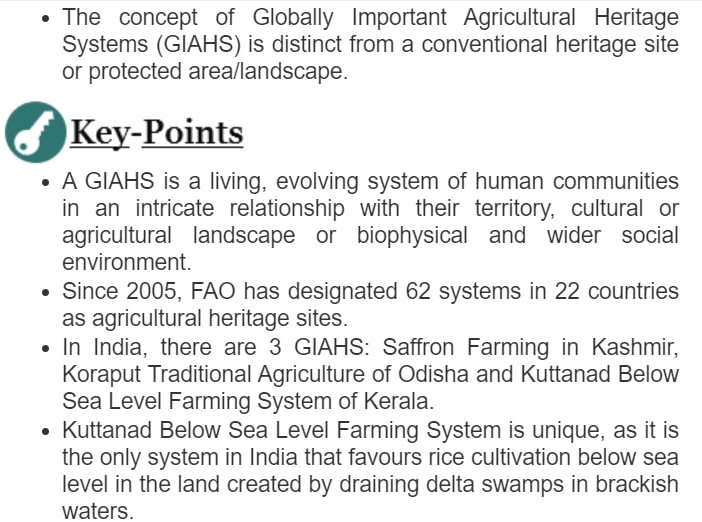 • The concept of Globally Important Agricultural Heritage
Systems (GIAHS) is distinct from a conventional heritage site
or protected area/landscape.
Key-Points
• A GIAHS is a living, evolving system of human communities
in an intricate relationship with their territory, cultural or
agricultural landscape or biophysical and wider social
environment.
• Since 2005, FAO has designated 62 systems in 22 countries
as agricultural heritage sites.
• In India, there are 3 GIAHS: Saffron Farming in Kashmir,
Koraput Traditional Agriculture of Odisha and Kuttanad Below
Sea Level Farming System of Kerala.
• Kuttanad Below Sea Level Farming System is unique, as it is
the only system in India that favours rice cultivation below sea
level in the land created by draining delta swamps in brackish
waters.